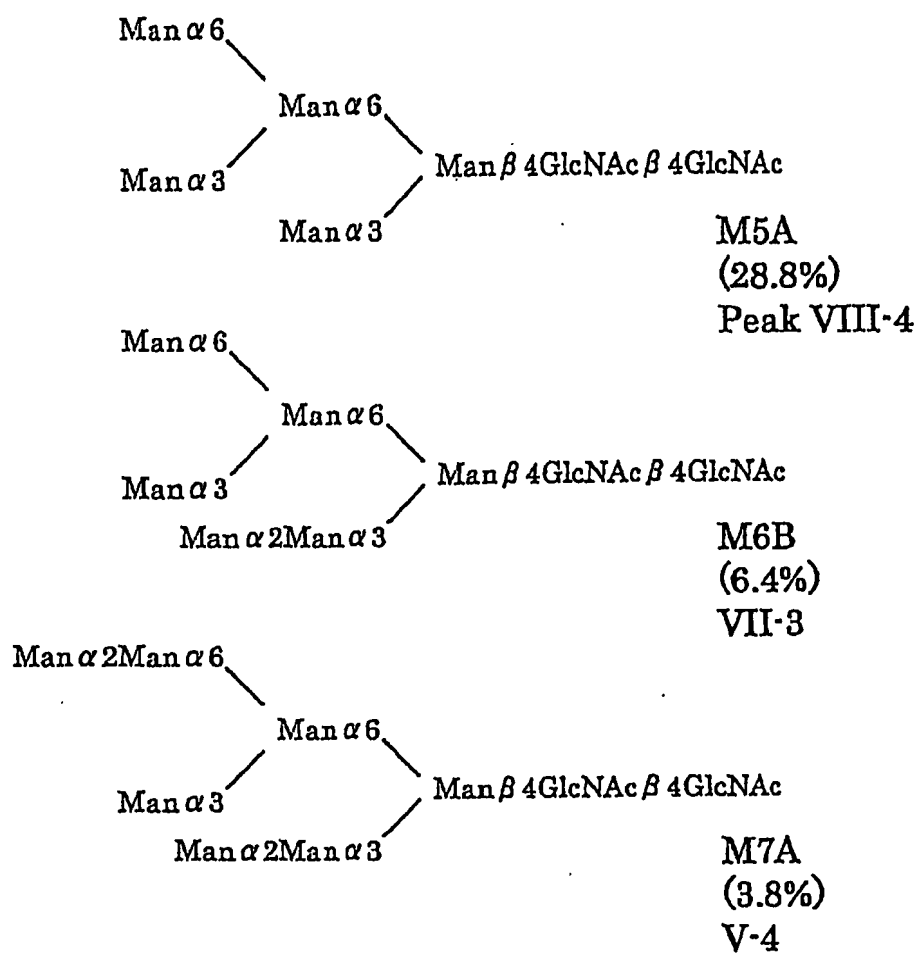 Manα6
Manα6
Manβ4GlcNAcβ4GlcNAc
Manα3
Manα3
M5A
(28.8%)
Peak VIII-4
Manα6
Manα6
Manβ4GlcNAcβ4GlcNAc
Manα3
Manα2Manα3
M6B
(6.4%)
VII-3
Manα2Manα6
Manα6
Manβ4GlcNAcβ4GlcNAc
Manα3
Manα2Manα3
M7A
(3.8%)
V-4